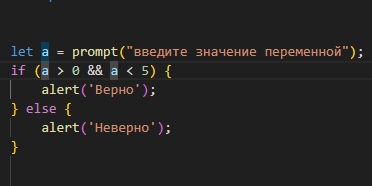 let a = prompt("введите значение переменной");
if (a > 0 && a < 5) {
    alert('Верно');
} else {
    alert('Неверно');
}